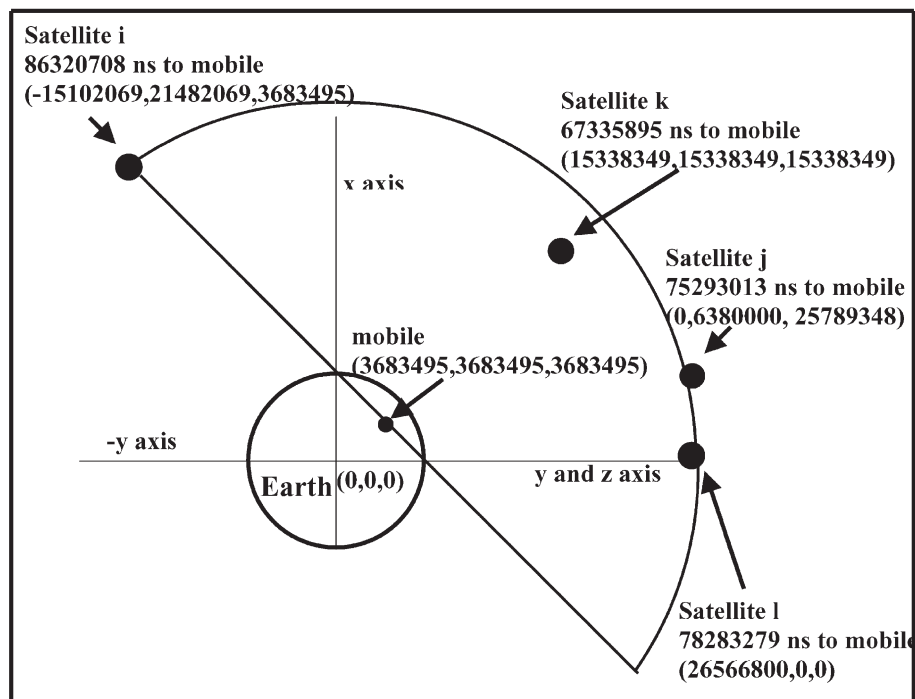 Satellite i
86320708 ns to mobile
(-15102069,21482069,3683495)
Satellite k
67335895 ns to mobile
(15338349,15338349,15338349)
x axis
Satellite j
75293013 ns to mobile
(0,6380000, 25789348)
mobile
(3683495,3683495,3683495)
-y axis
y and z axis
Earth (0,0,0)
Satellite l
78283279 ns to mobile
(26566800,0,0)